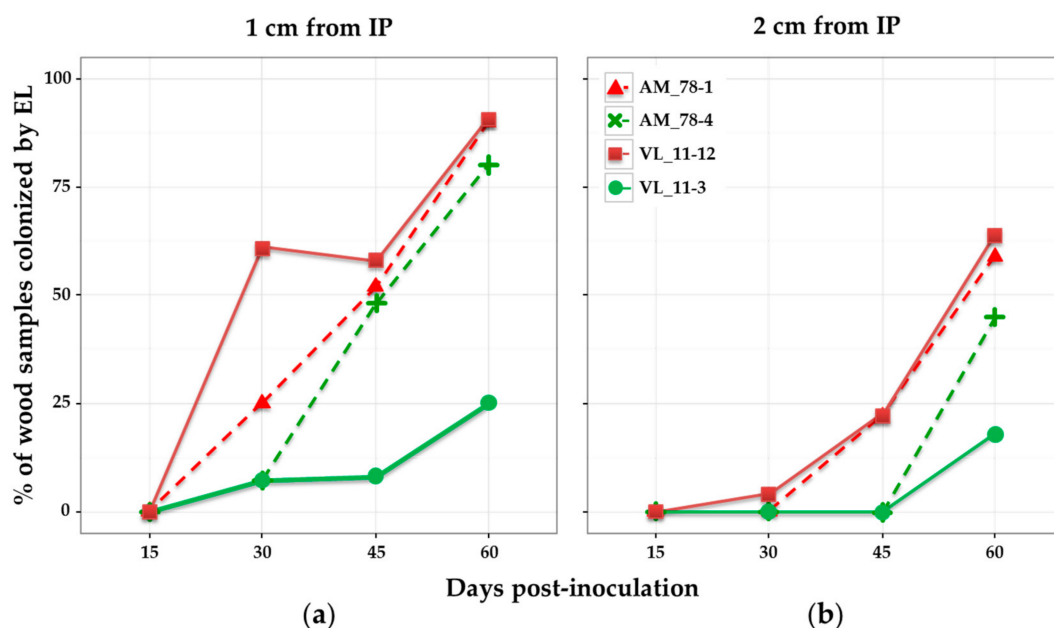 1 cm from IP
2 cm from IP
% of wood samples colonized by EL
100
75
50
25
0
AM_78-1
AM_78-4
VL_11-12
VL_11-3
15 30 45 60
15 30 45 60
Days post-inoculation
(a)
(b)